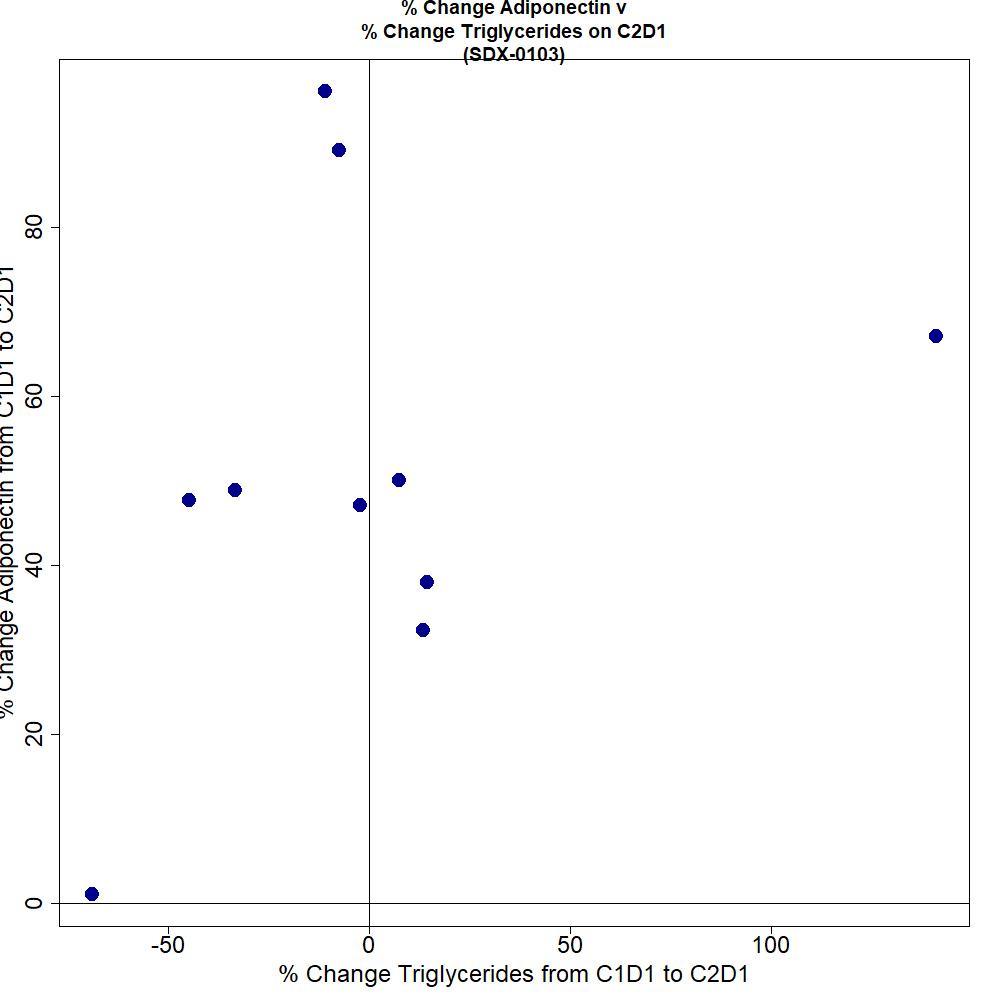 % Change Adiponectin v
% Change Triglycerides on C2D1
(SDX-0103)
% Change Adiponectin from C1D1 to C2D1
80
60
40
20
0
-50 0 50 100
% Change Triglycerides from C1D1 to C2D1